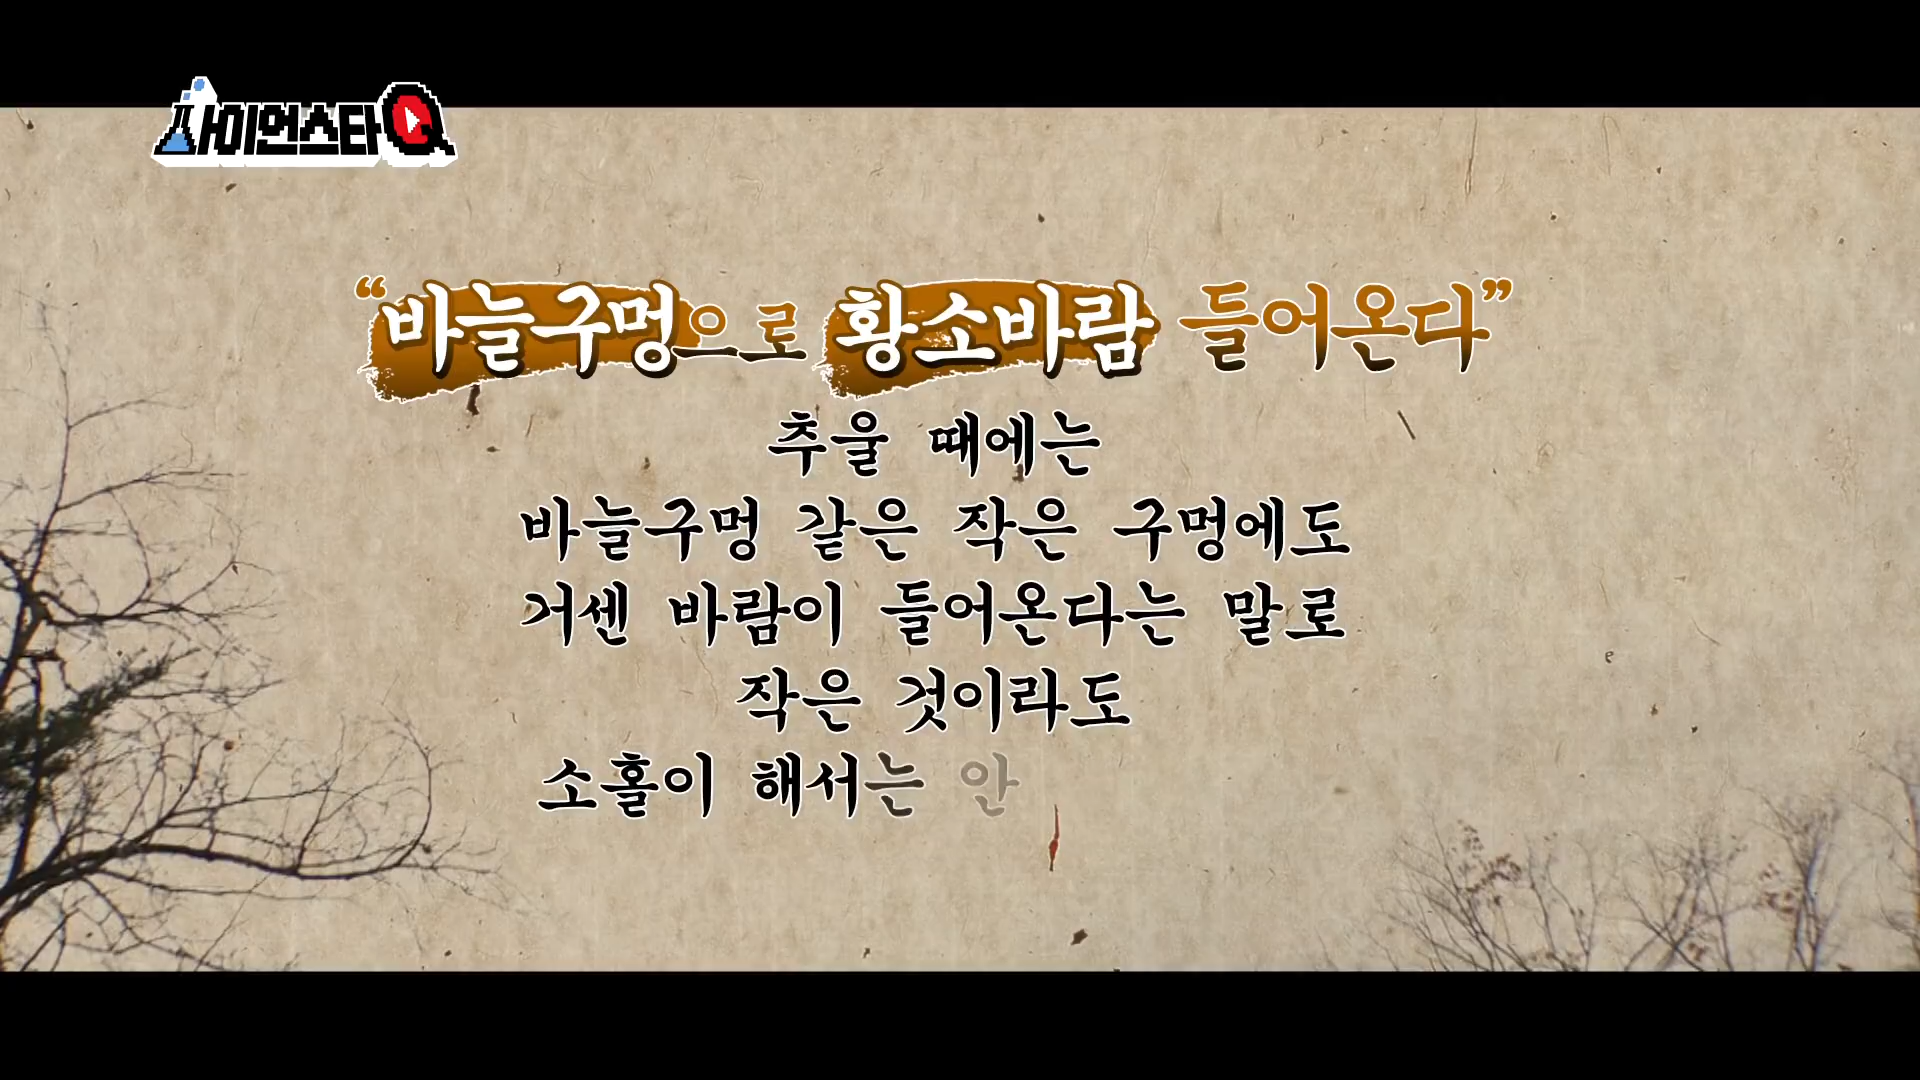 사이언스타Q
“바늘구멍으로 황소바람 들어온다”
추울 때에는
바늘구멍 같은 작은 구멍에도
거센 바람이 들어온다는 말로
작은 것이라도
소홀이 해서는 안